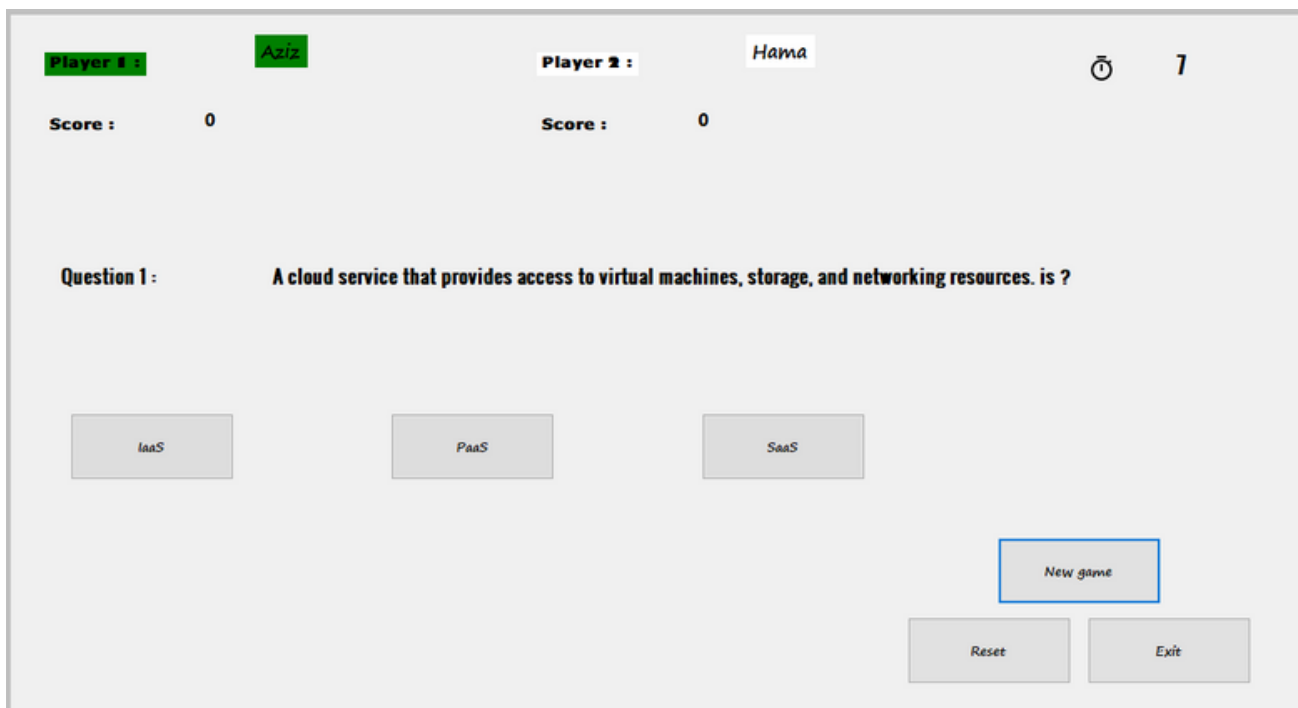 Player 1 : Aziz Player 2 : Hama 7
Score : 0 Score : 0
Question 1 : A cloud service that provides access to virtual machines, storage, and networking resources. is ?
IaaS PaaS SaaS
New game
Reset Exit